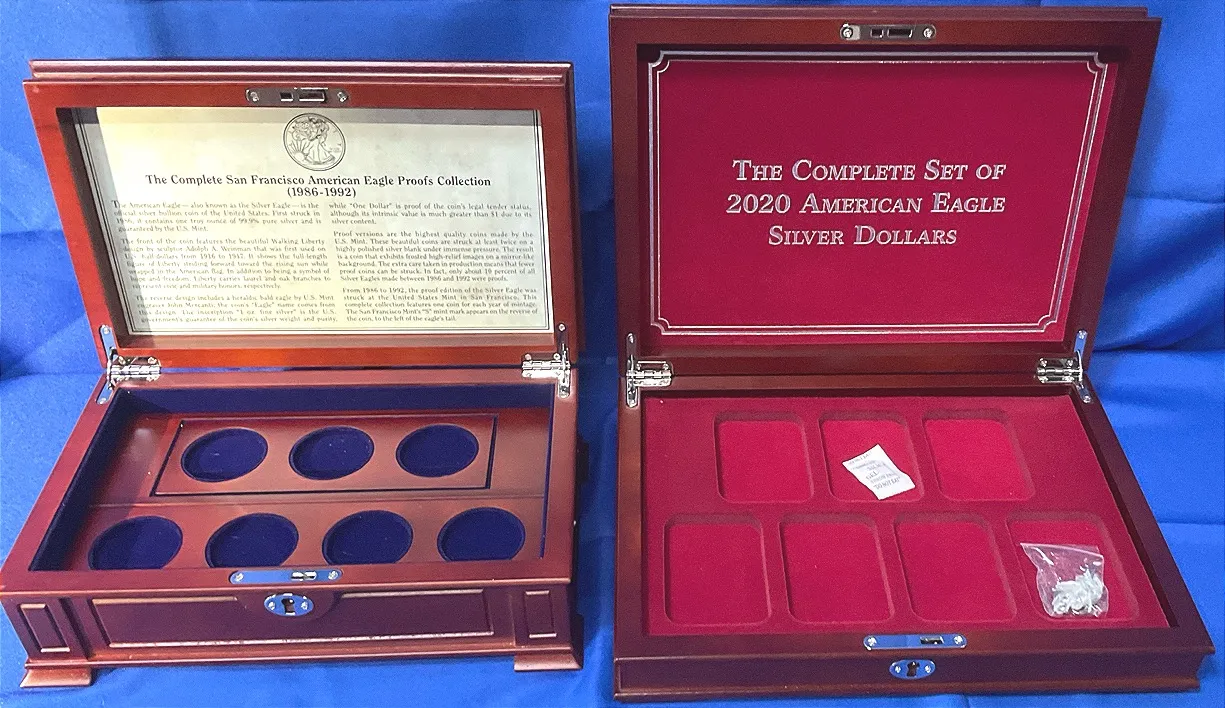 The Complete San Francisco American Eagle Proofs Collection
(1986-1992)
The American Eagle—also known as the Silver Eagle—is the
official silver bullion coin of the United States. First struck in
1986, it contains one troy ounce of 99.9% pure silver and is
guaranteed by the U.S. Mint.
The front of the coin features the beautiful Walking Liberty
design by sculptor Adolph A. Weinman that was first used on
U.S. half dollars from 1916 to 1947. It shows the full-length
figure of Liberty striding forward toward the rising sun while
wrapped in the American flag. In addition to being a symbol of
hope and freedom, Liberty carries laurel and oak branches to
represent civic and military honors, respectively.
The reverse design includes a heraldic bald eagle by U.S. Mint
engraver John Mercanti; the coin's "Eagle" name comes from
this design. The inscription "1 oz. fine silver" is the U.S.
government's guarantee of the coin's silver weight and purity,
while "One Dollar" is proof of the coin's legal tender status,
although its intrinsic value is much greater than $1 due to its
silver content.
Proof versions are the highest quality coins made by the
U.S. Mint. These beautiful coins are struck at least twice on a
highly polished silver blank under immense pressure. The result
is a coin that exhibits frosted high-relief images on a mirror-like
background. The extra care taken in production means that fewer
proof coins can be struck. In fact, only about 10 percent of all
Silver Eagles made between 1986 and 1992 were proofs.
From 1986 to 1992, the proof edition of the Silver Eagle was
struck at the United States Mint in San Francisco. This
complete collection features one coin for each year of mintage.
The San Francisco Mint's "S" mint mark appears on the reverse of
the coin, to the left of the eagle's tail.
THE COMPLETE SET OF
2020 AMERICAN EAGLE
SILVER DOLLARS